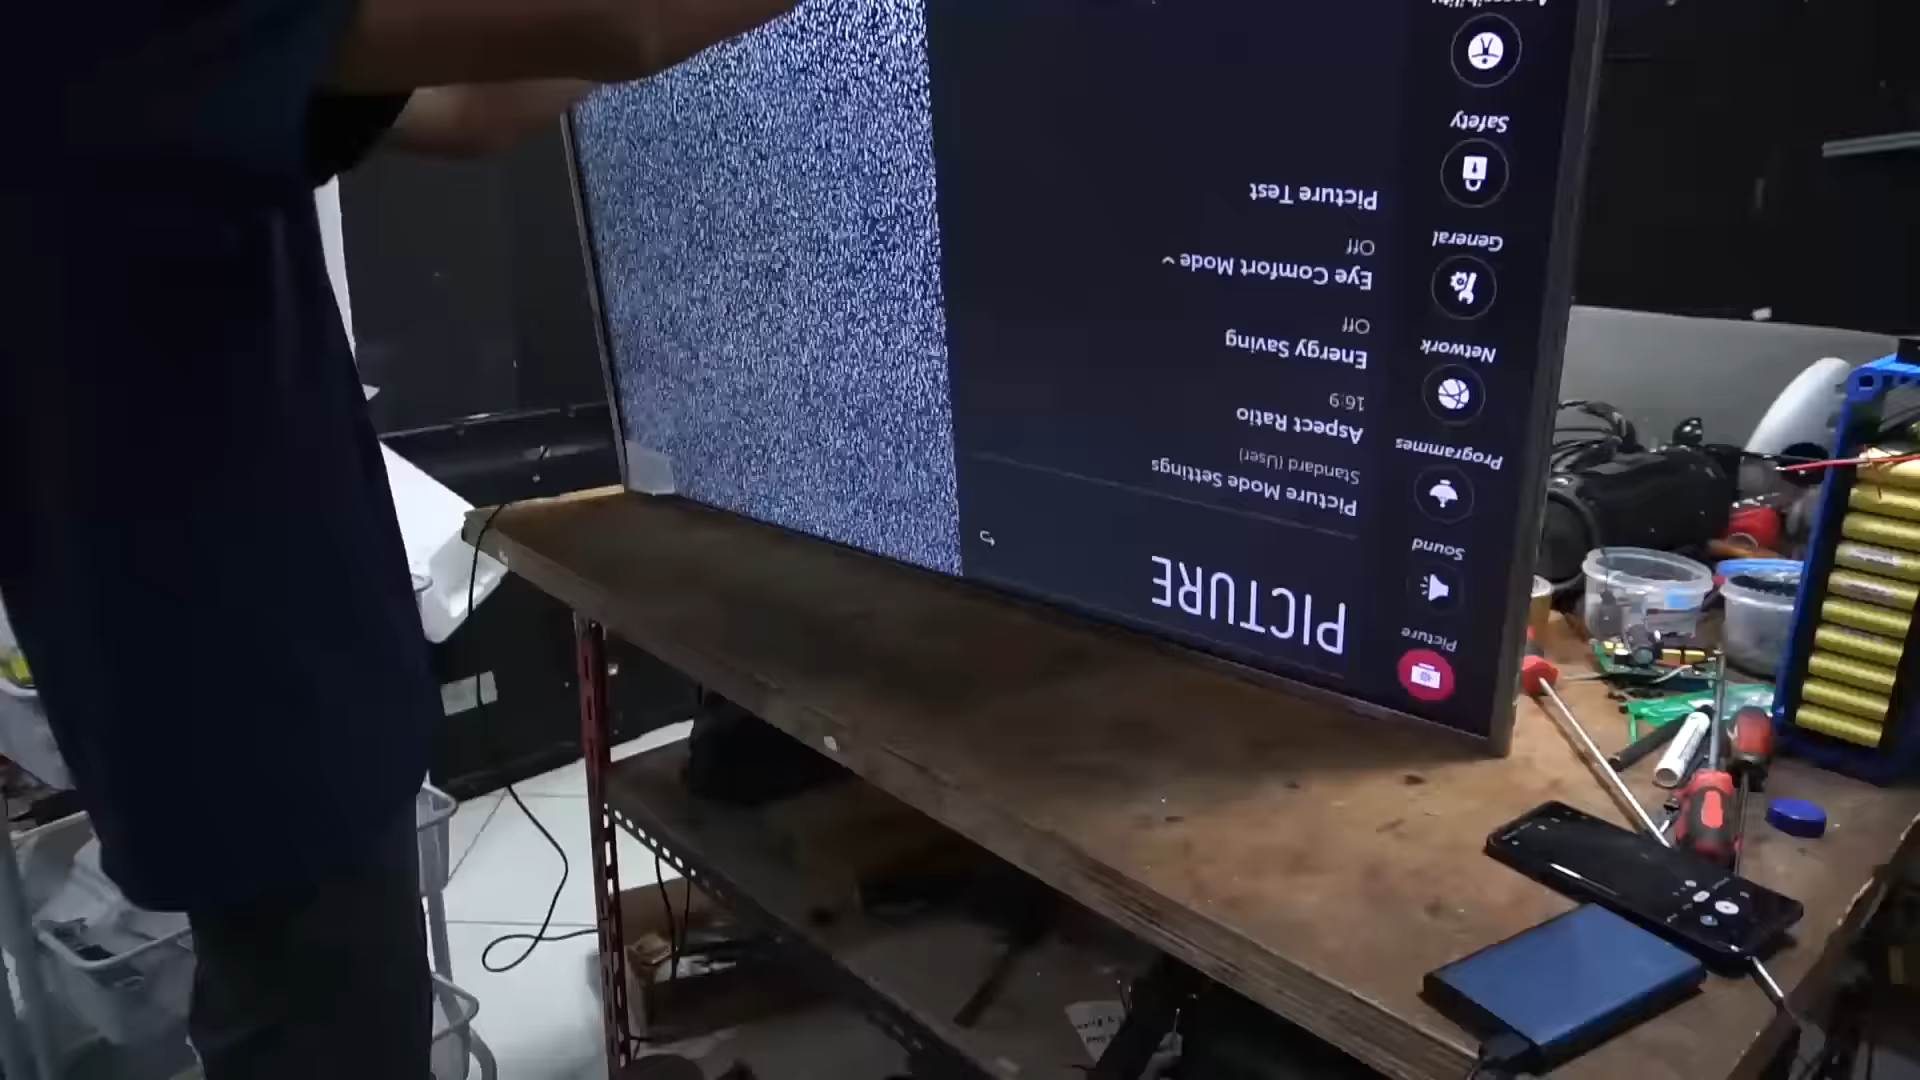 Picture
Sound
Programmes
Network
General
Safety
Accessibility
PICTURE
Picture Mode Settings
Standard (User)
Aspect Ratio
16:9
Energy Saving
Off
Eye Comfort Mode
Off
Picture Test